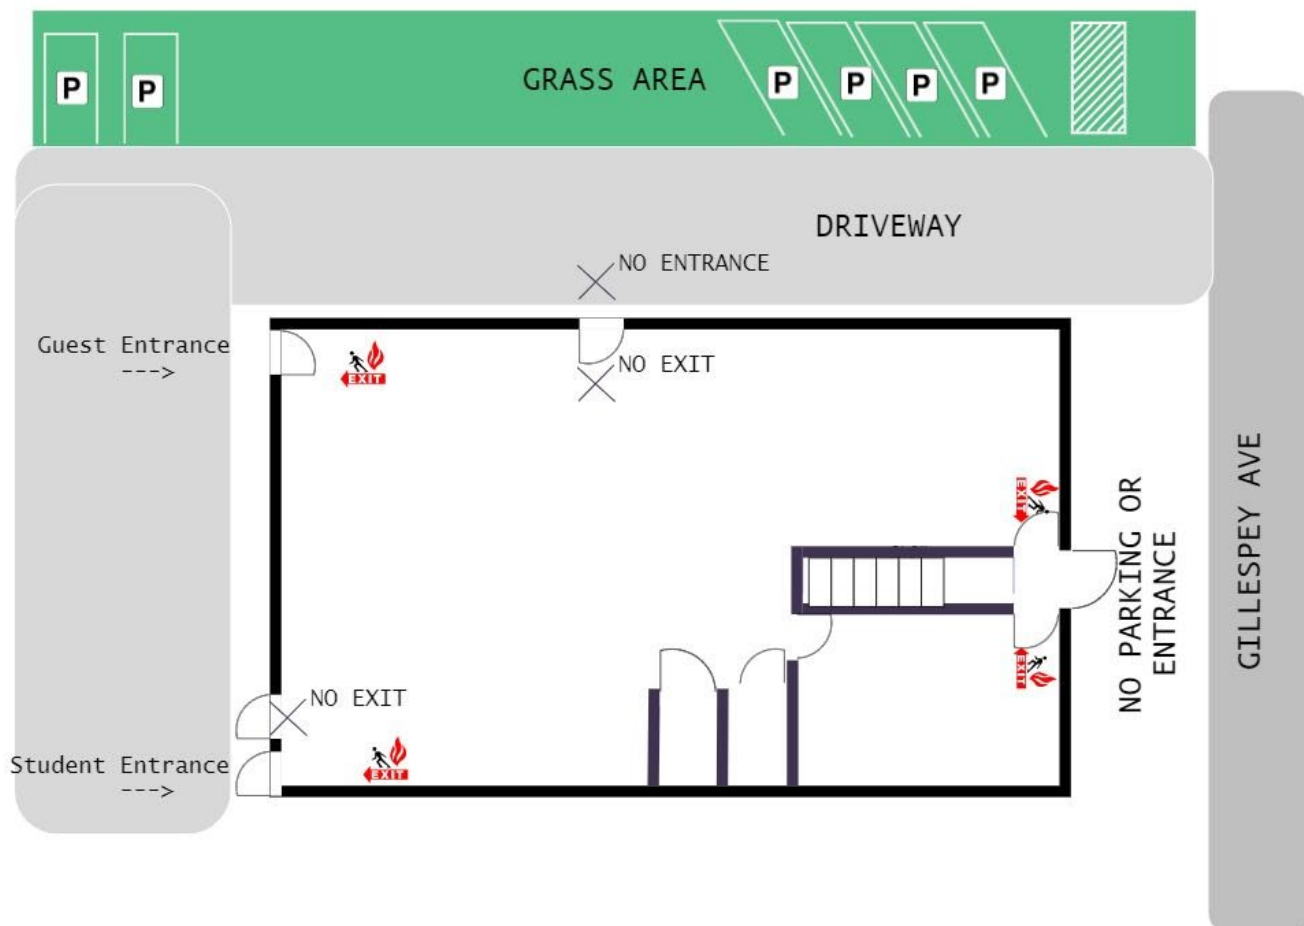 P
P
GRASS AREA
P
P
P
P
DRIVEWAY
NO ENTRANCE
Guest Entrance
--->
EXIT
NO EXIT
EXIT
NO PARKING OR
ENTRANCE
GILLESPEY AVE
EXIT
NO EXIT
Student Entrance
--->
EXIT